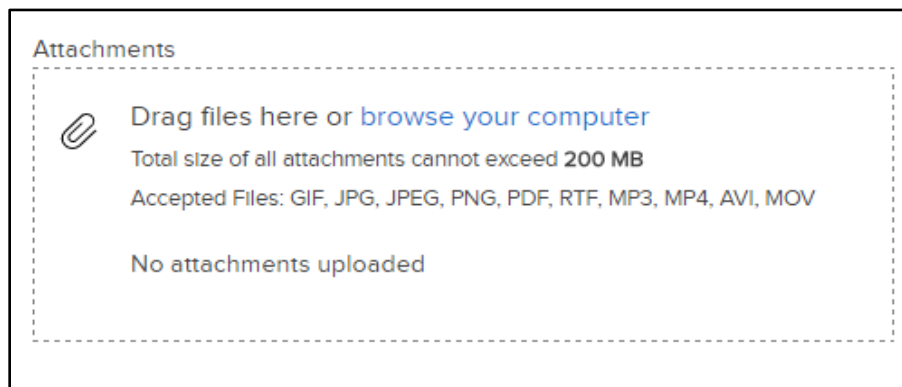 Attachments
Drag files here or browse your computer
Total size of all attachments cannot exceed 200 MB
Accepted Files: GIF, JPG, JPEG, PNG, PDF, RTF, MP3, MP4, AVI, MOV
No attachments uploaded